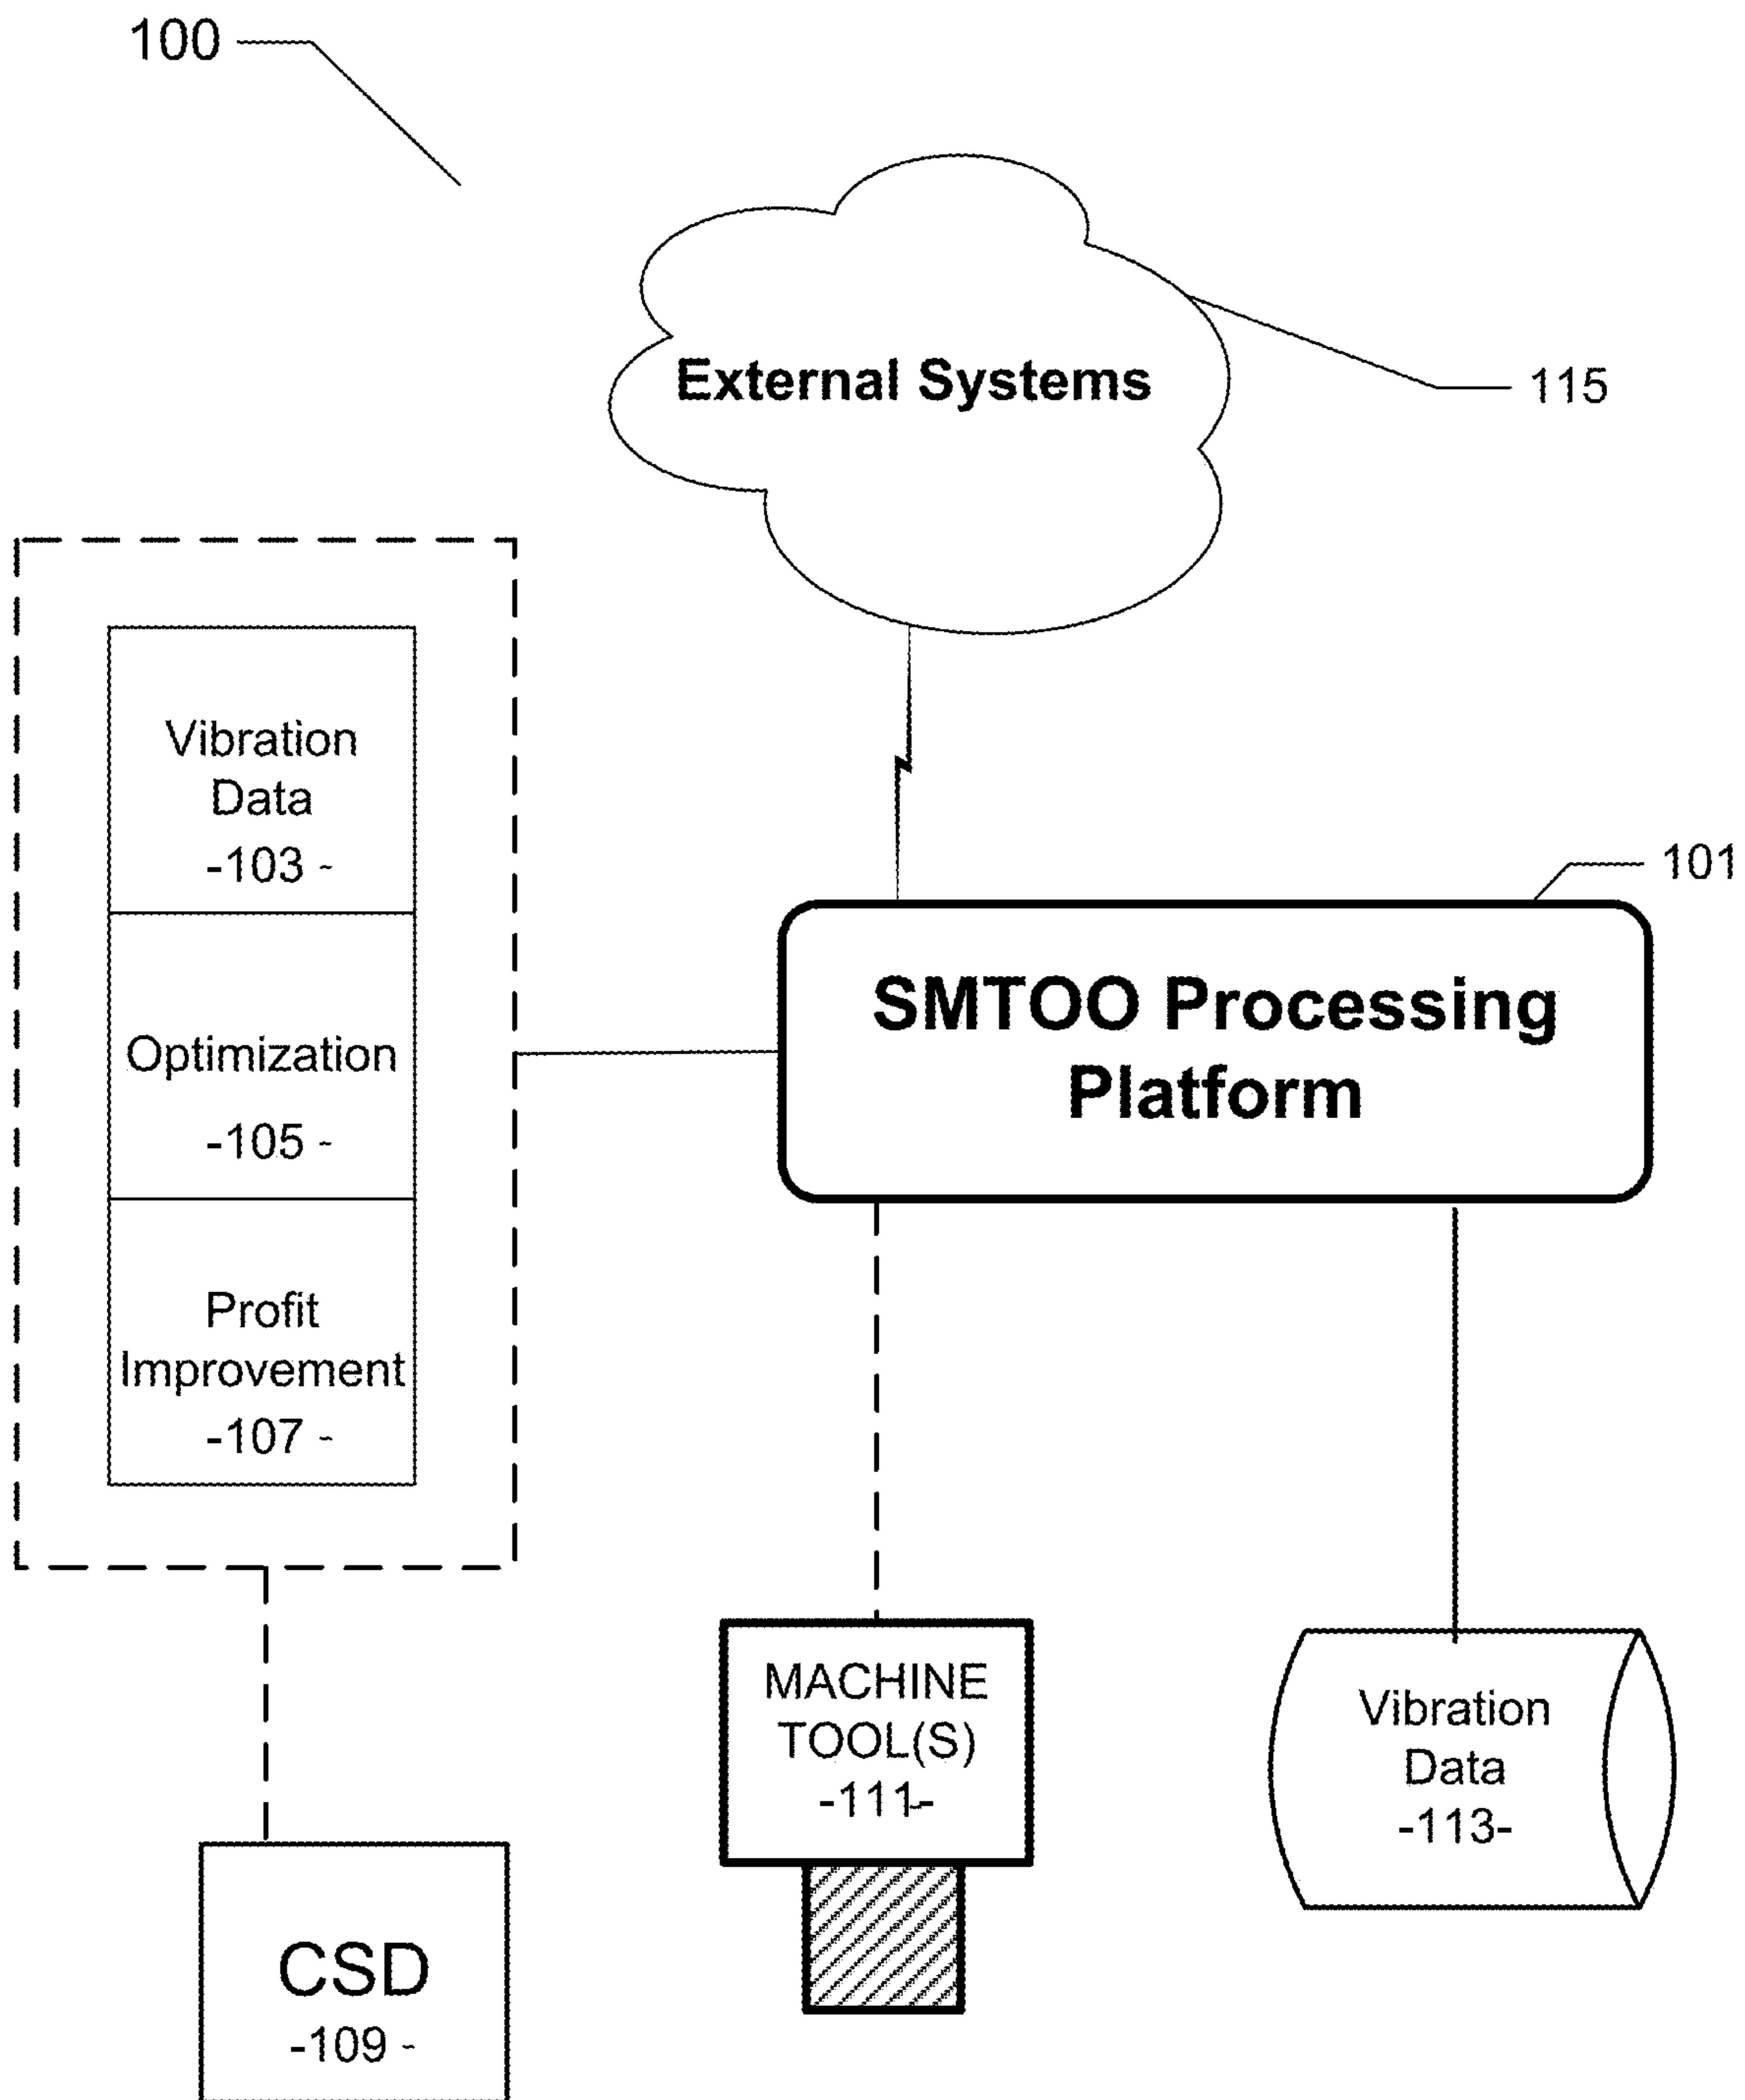 100
External Systems
115
Vibration
Data
-103 -
101
SMTOO Processing
Platform
Optimization
-105 -
Profit
Improvement
-107 -
MACHINE
TOOL(S)
-111-
Vibration
Data
-113-
CSD
-109 -